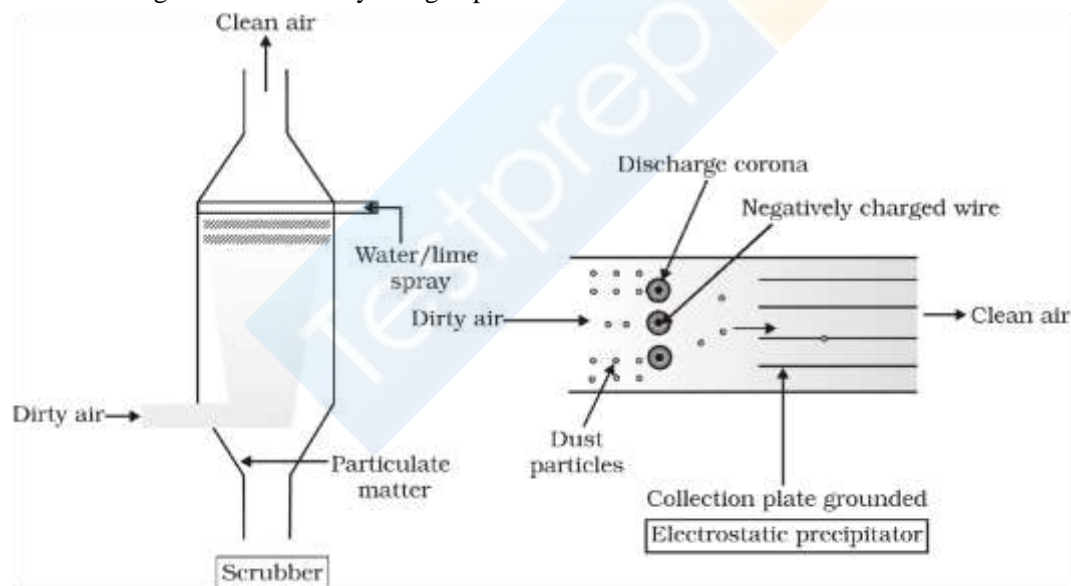 Clean air
Discharge corona
Negatively charged wire
Water/lime
spray
Dirty air
Clean air
Dirty air
Dust
particles
Particulate
matter
Collection plate grounded
Electrostatic precipitator
Scrubber
Testprep